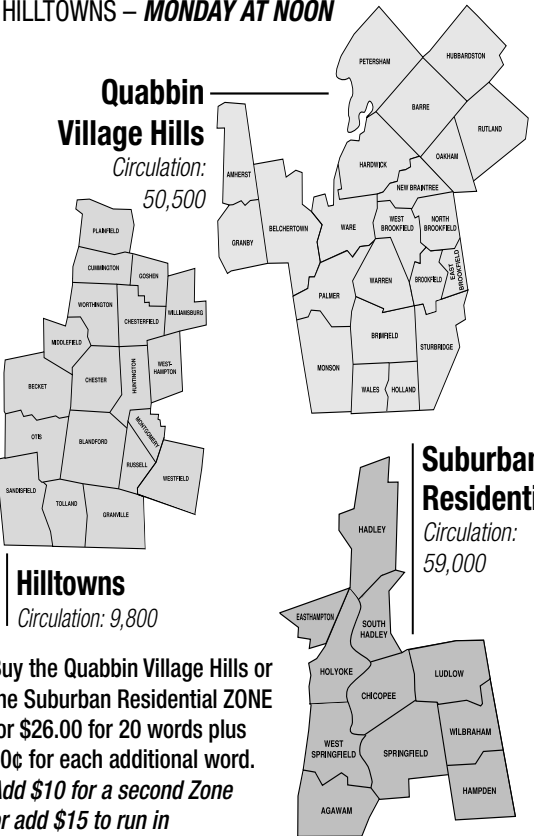 HILLTOWNS – MONDAY AT NOON
Quabbin
Village Hills
Circulation:
50,500
PETERSHAM
HUBBARDSTON
BARRE
RUTLAND
OAKHAM
HARDWICK
NEW BRAINTREE
AMHERST
GRANBY
BELCHERTOWN
WARE
WEST
BROOKFIELD
NORTH
BROOKFIELD
EAST
BROOKFIELD
BROOKFIELD
WARREN
PALMER
BRIMFIELD
STURBRIDGE
MONSON
WALES
HOLLAND
PLAINFIELD
CUMMINGTON
GOSHEN
WORTHINGTON
CHESTERFIELD
WILLIAMSBURG
MIDDLEFIELD
WEST-
HAMPTON
HUNTINGTON
CHESTER
BECKET
MONTGOMERY
OTIS
BLANDFORD
RUSSELL
WESTFIELD
SANDISFIELD
TOLLAND
GRANVILLE
Hilltowns
Circulation: 9,800
Suburban
Residenti
Circulation:
59,000
HADLEY
EASTHAMPTON
SOUTH
HADLEY
HOLYOKE
CHICOPEE
LUDLOW
WEST
SPRINGFIELD
SPRINGFIELD
WILBRAHAM
HAMPDEN
AGAWAM
uy the Quabbin Village Hills or
he Suburban Residential ZONE
or $26.00 for 20 words plus
0¢ for each additional word.
Add $10 for a second Zone
or add $15 to run in